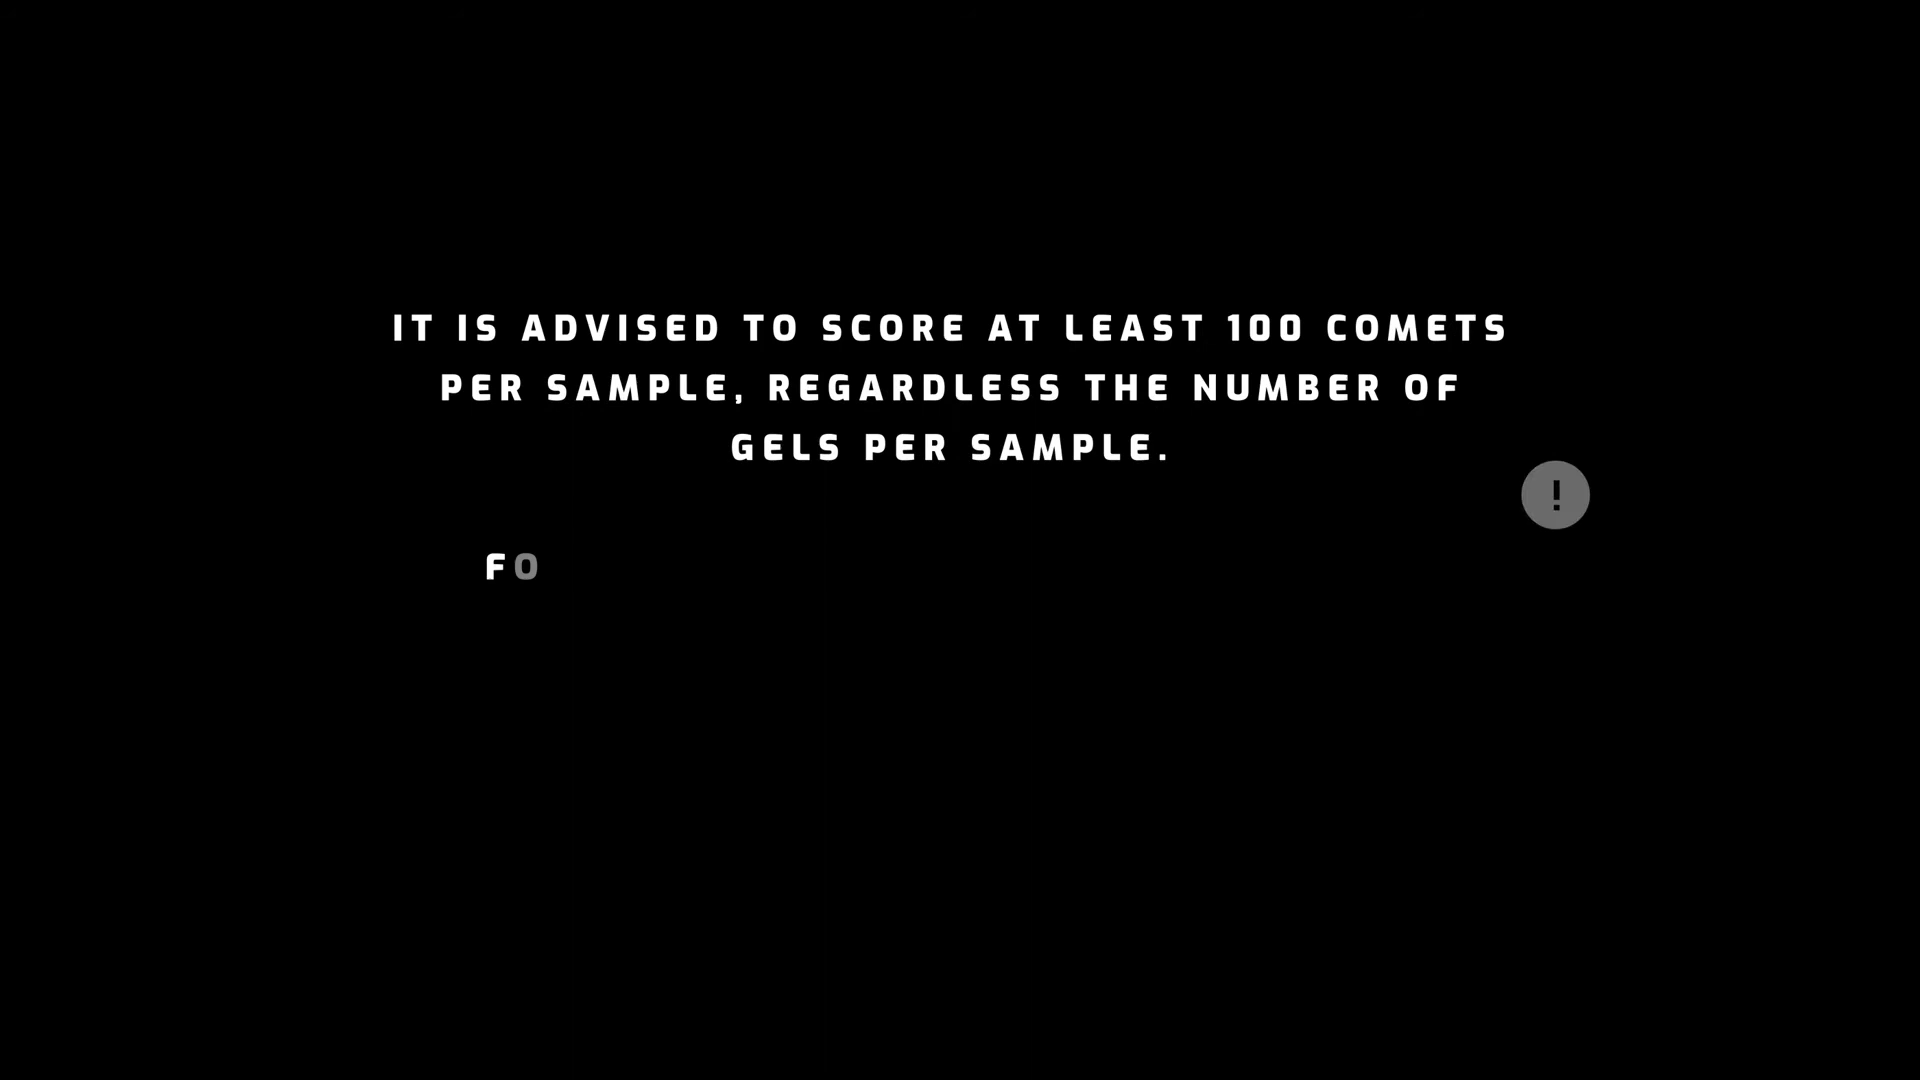 IT IS ADVISED TO SCORE AT LEAST 100 COMETS
PER SAMPLE, REGARDLESS THE NUMBER OF
GELS PER SAMPLE.
!
FO